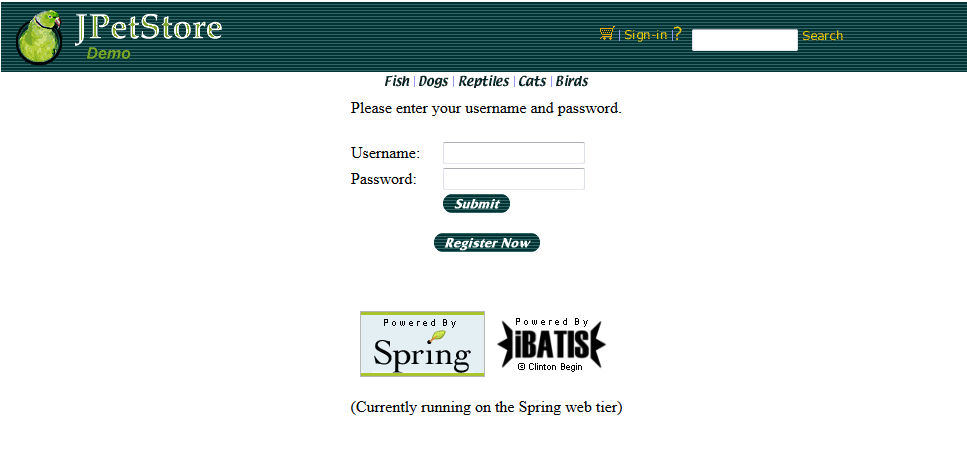 JPetStore
Demo
| Sign-in | ? Search
Fish | Dogs | Reptiles | Cats | Birds
Please enter your username and password.
Username:
Password:
Submit
Register Now
Powered By
Spring
Powered By
iBATIS
© Clinton Begin
(Currently running on the Spring web tier)